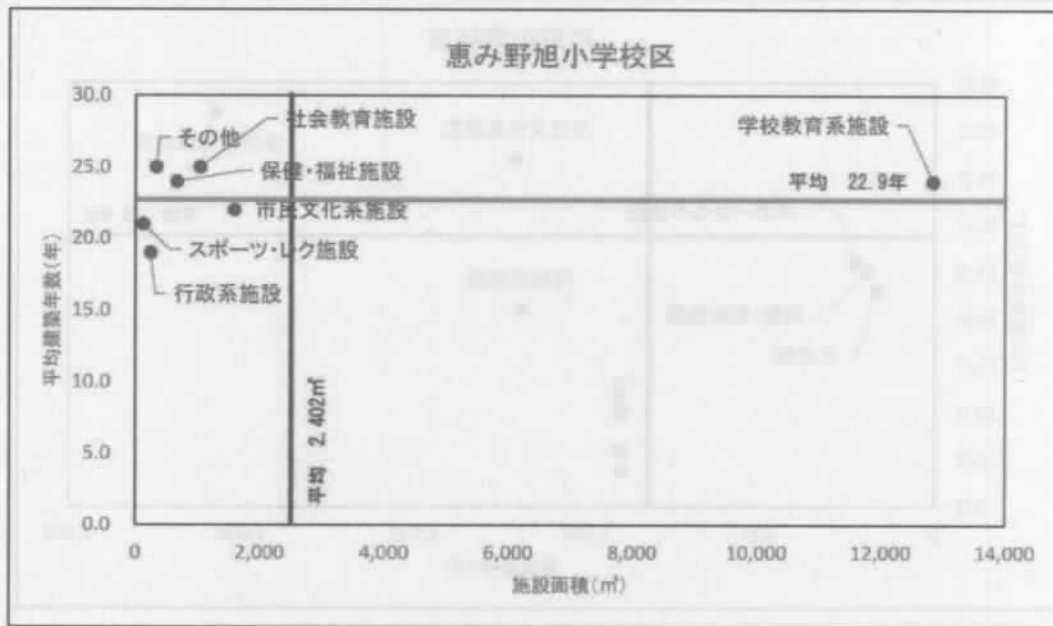 恵み野旭小学校区
30.0
25.0
20.0
15.0
10.0
5.0
0.0
平均建築年数(年)
その他
社会教育施設
保健・福祉施設
市民文化系施設
スポーツ・レク施設
行政系施設
学校教育系施設
平均 22.9年
平均 2.402㎡
0
2,000
4,000
6,000
8,000
10,000
12,000
14,000
施設面積(㎡)